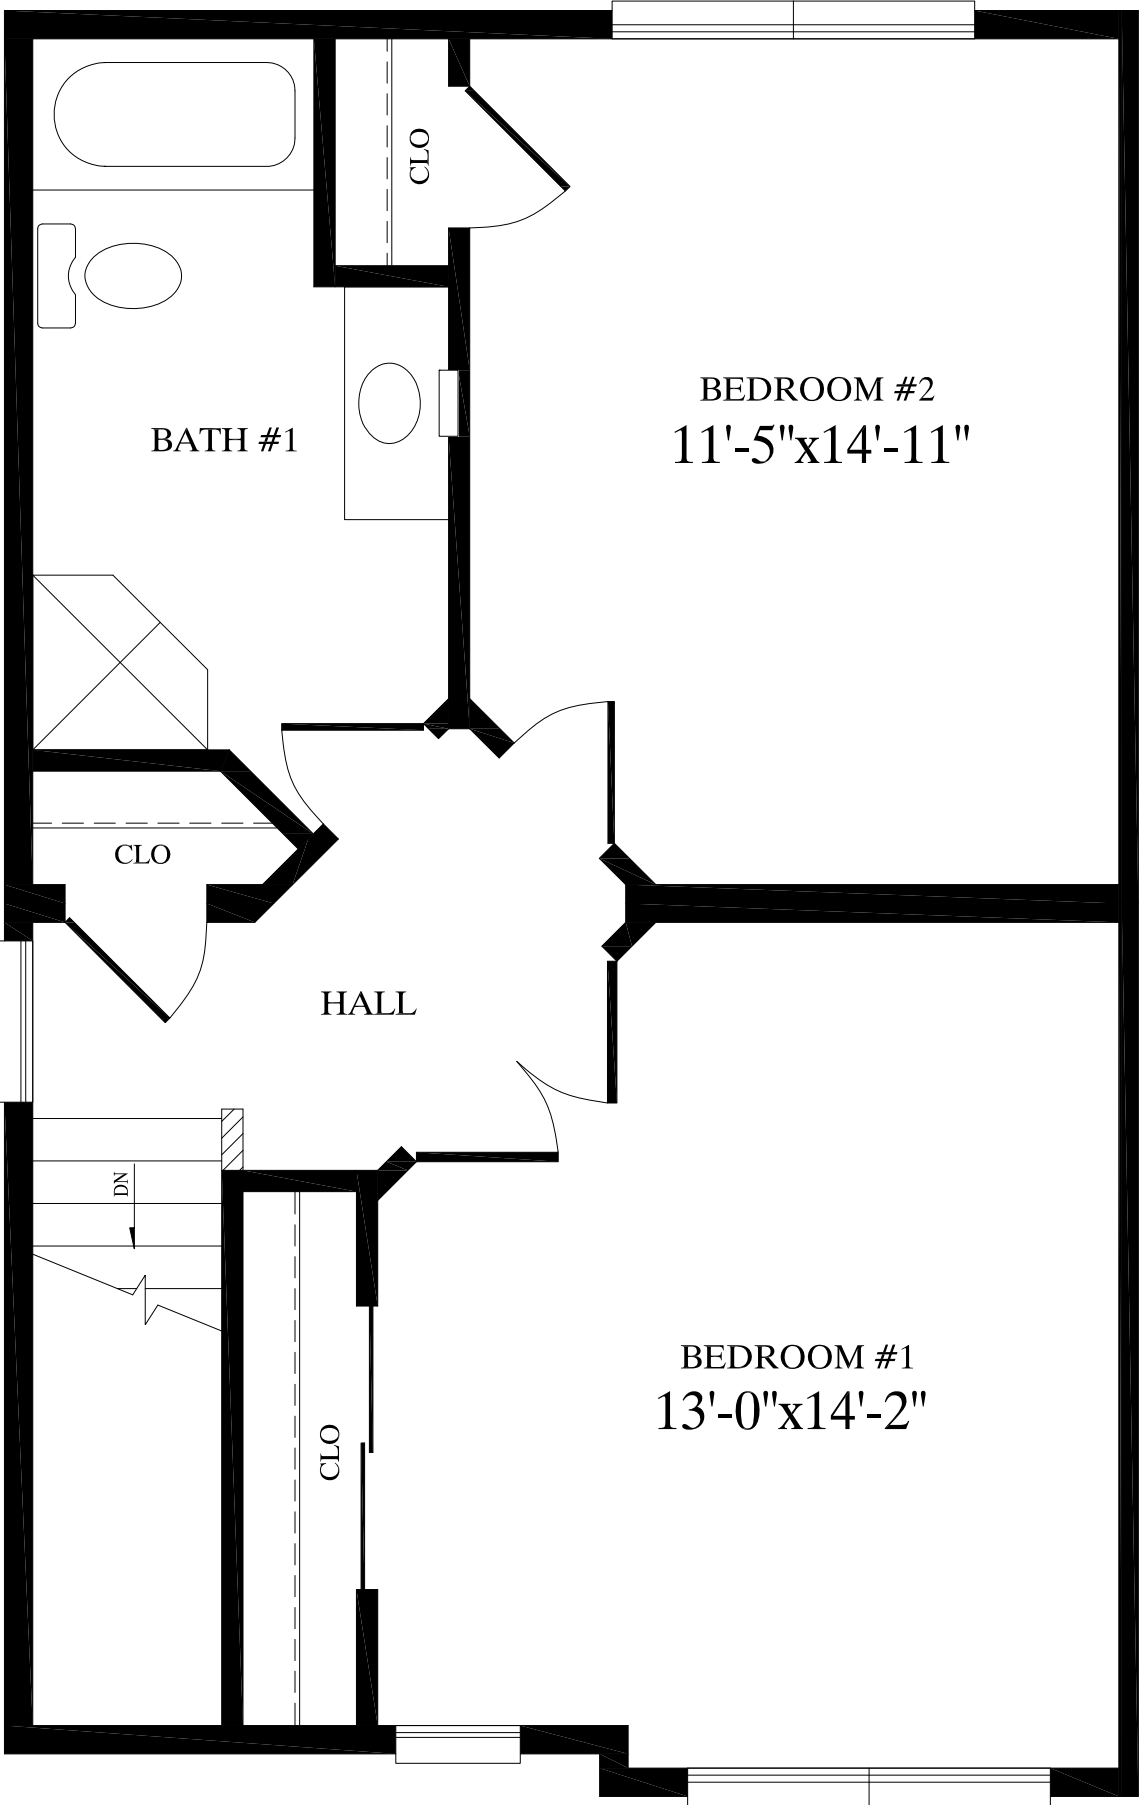 CLO
BEDROOM #2
11'-5"x14'-11"
BATH #1
CLO
HALL
DN
BEDROOM #1
13'-0"x14'-2"
CLO